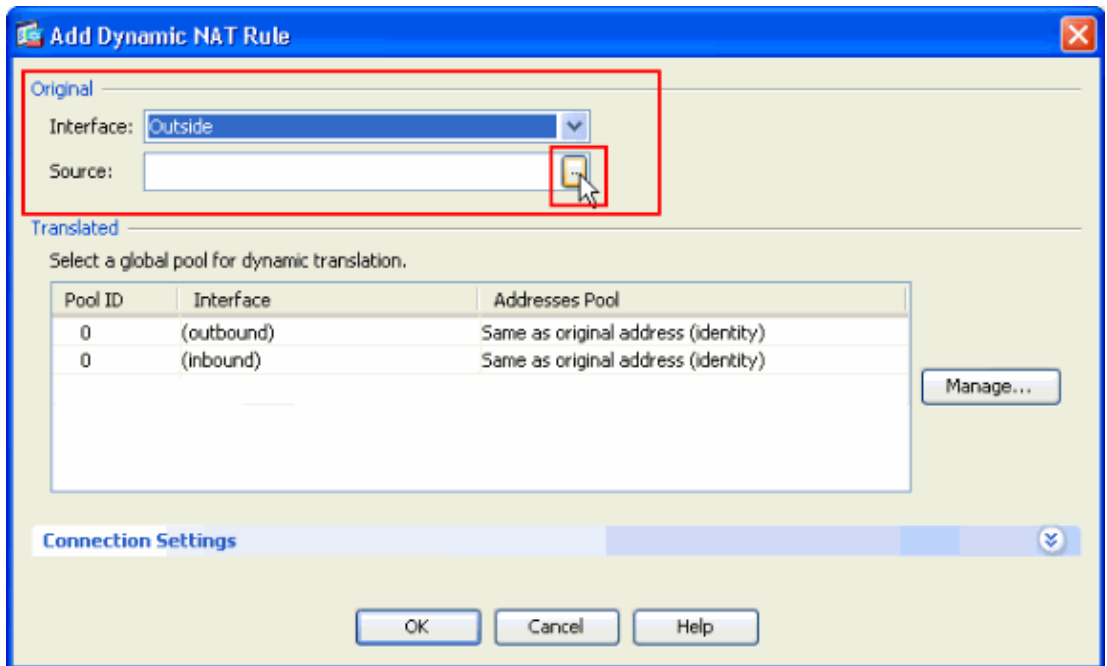 Add Dynamic NAT Rule
Original
Interface: Outside
Source: ...
Translated
Select a global pool for dynamic translation.
Pool ID Interface Addresses Pool
0 (outbound) Same as original address (identity)
0 (inbound) Same as original address (identity)
Manage...
Connection Settings
OK Cancel Help